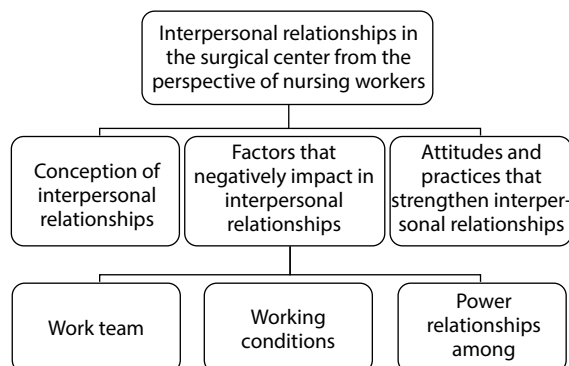 Interpersonal relationships in
the surgical center from the
perspective of nursing workers
Conception of
interpersonal
relationships
Factors that
negatively impact in
interpersonal
relationships
Attitudes and
practices that
strengthen interper-
sonal relationships
Work team
Working
conditions
Power
relationships
among